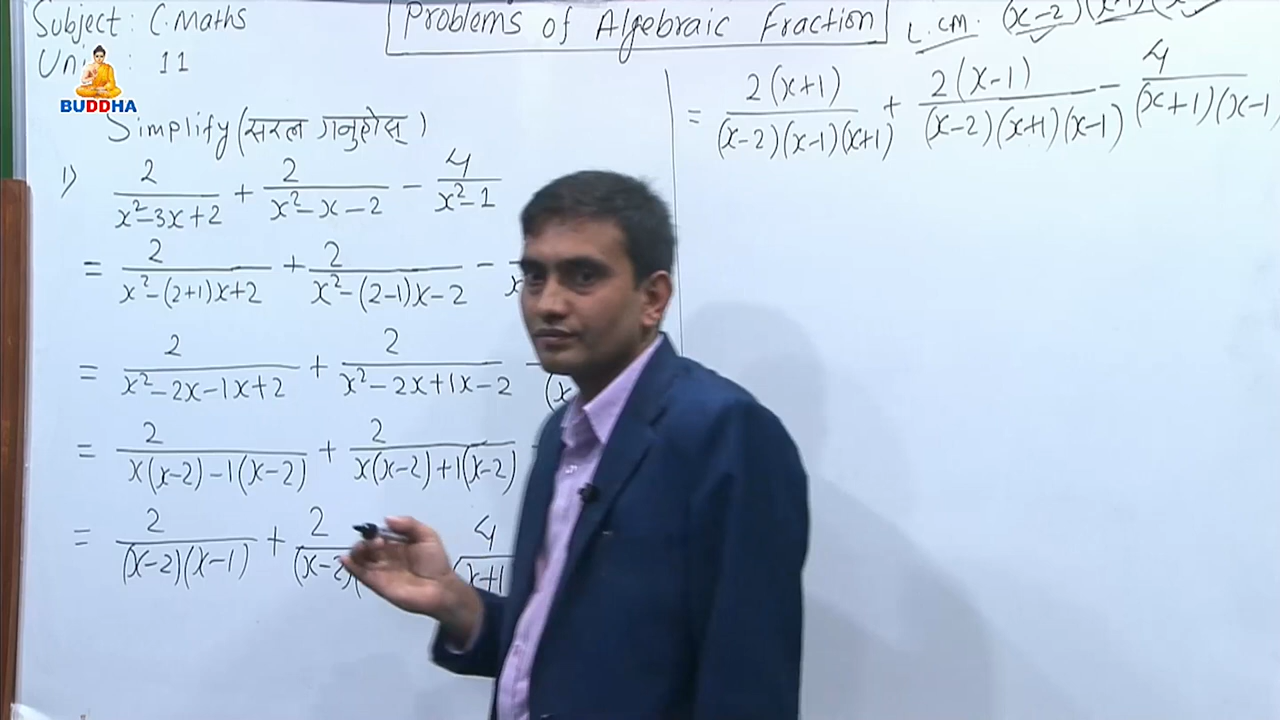 Subject: C.Maths
Problems of Algebraic Fraction
L.CM. (x-2)(x-1)(x
: 11
BUDDHA
Simplify (सरल गर्नुहोस्)
1) 2/(x²-3x+2) + 2/(x²-x-2) - 4/(x²-1)
= 2/(x²-(2+1)x+2) + 2/(x²-(2-1)x-2) -
= 2/(x²-2x-1x+2) + 2/(x²-2x+1x-2) -
= 2/(x(x-2)-1(x-2)) + 2/(x(x-2)+1(x-2))
= 2/((x-2)(x-1)) + 2/((x-2)( 4/((x+1
= 2(x+1)/((x-2)(x-1)(x+1)) + 2(x-1)/((x-2)(x+1)(x-1)) - 4/((x+1)(x-1